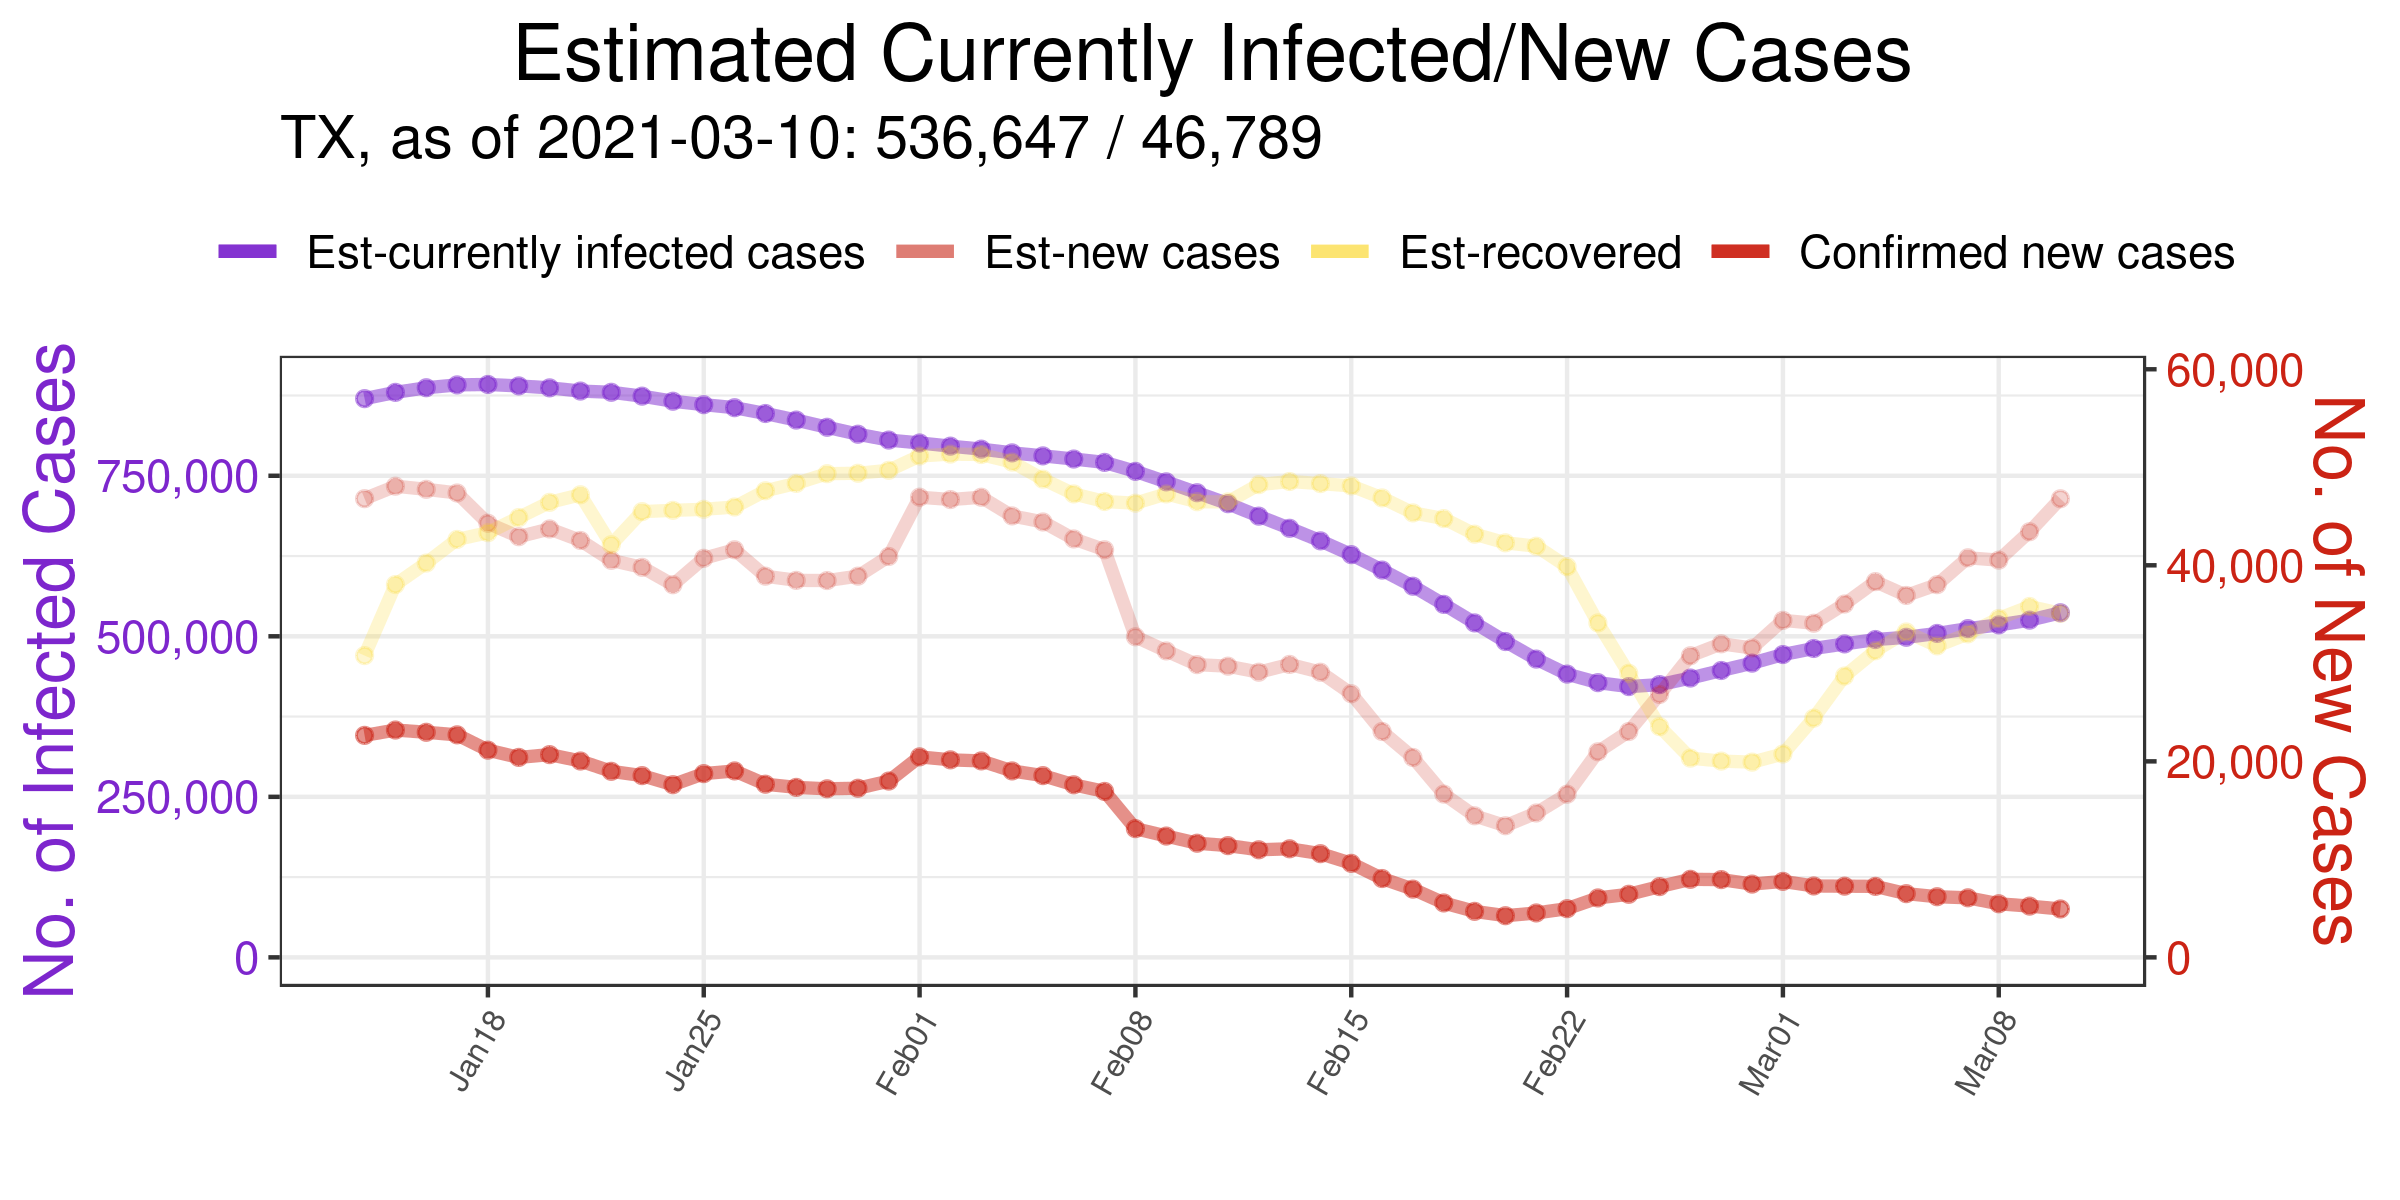 Estimated Currently Infected/New Cases
TX, as of 2021-03-10: 536,647 / 46,789
Est-currently infected cases Est-new cases Est-recovered Confirmed new cases
No. of Infected Cases
750,000
500,000
250,000
0
60,000
40,000
20,000
0
No. of New Cases
Jan18 Jan25 Feb01 Feb08 Feb15 Feb22 Mar01 Mar08